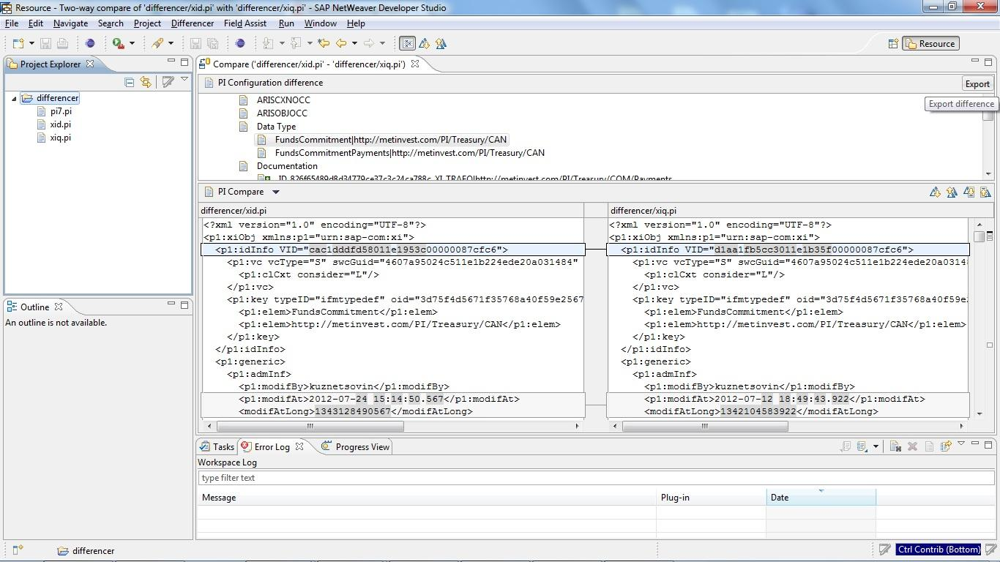 Resource - Two-way compare of 'differencer/xid.pi' with 'differencer/xiq.pi' - SAP NetWeaver Developer Studio
File Edit Navigate Search Project Differencer Field Assist Run Window Help
Resource
Project Explorer
differencer
pi7.pi
xid.pi
xiq.pi
Outline
An outline is not available.
Compare ('differencer/xid.pi' - 'differencer/xiq.pi')
PI Configuration difference
Export
Export difference
ARISCXNOCC
ARISOBJOCC
Data Type
FundsCommitment|http://metinvest.com/PI/Treasury/CAN
FundsCommitmentPayments|http://metinvest.com/PI/Treasury/CAN
Documentation
ID 826f65489d8d34779ce37c3c24ca788c XI_TRAFO|http://metinvest.com/PI/Treasury/COM/Payments
PI Compare
differencer/xid.pi
<?xml version="1.0" encoding="UTF-8"?>
<p1:xiObj xmlns:p1="urn:sap-com:xi">
<p1:idInfo VID="cac1dddfd58011e1953c00000087cfc6">
<p1:vc vcType="S" swcGuid="4607a95024c511e1b224ede20a031484"
<p1:clCxt consider="L"/>
</p1:vc>
<p1:key typeID="ifmtypedef" oid="3d75f4d5671f35768a40f59e2567
<p1:elem>FundsCommitment</p1:elem>
<p1:elem>http://metinvest.com/PI/Treasury/CAN</p1:elem>
</p1:key>
</p1:idInfo>
<p1:generic>
<p1:admInf>
<p1:modifBy>kuznetsovin</p1:modifBy>
<p1:modifAt>2012-07-24 15:14:50.567</p1:modifAt>
<modifAtLong>1343128490567</modifAtLong>
differencer/xiq.pi
<?xml version="1.0" encoding="UTF-8"?>
<p1:xiObj xmlns:p1="urn:sap-com:xi">
<p1:idInfo VID="d1aa1fb5cc3011e1b35f00000087cfc6">
<p1:vc vcType="S" swcGuid="4607a95024c511e1b224ede20a0314
<p1:clCxt consider="L"/>
</p1:vc>
<p1:key typeID="ifmtypedef" oid="3d75f4d5671f35768a40f59e
<p1:elem>FundsCommitment</p1:elem>
<p1:elem>http://metinvest.com/PI/Treasury/CAN</p1:elem>
</p1:key>
</p1:idInfo>
<p1:generic>
<p1:admInf>
<p1:modifBy>kuznetsovin</p1:modifBy>
<p1:modifAt>2012-07-12 18:49:43.922</p1:modifAt>
<modifAtLong>1342104583922</modifAtLong>
Tasks Error Log Progress View
Workspace Log
type filter text
Message Plug-in Date
differencer
Ctrl Contrib (Bottom)